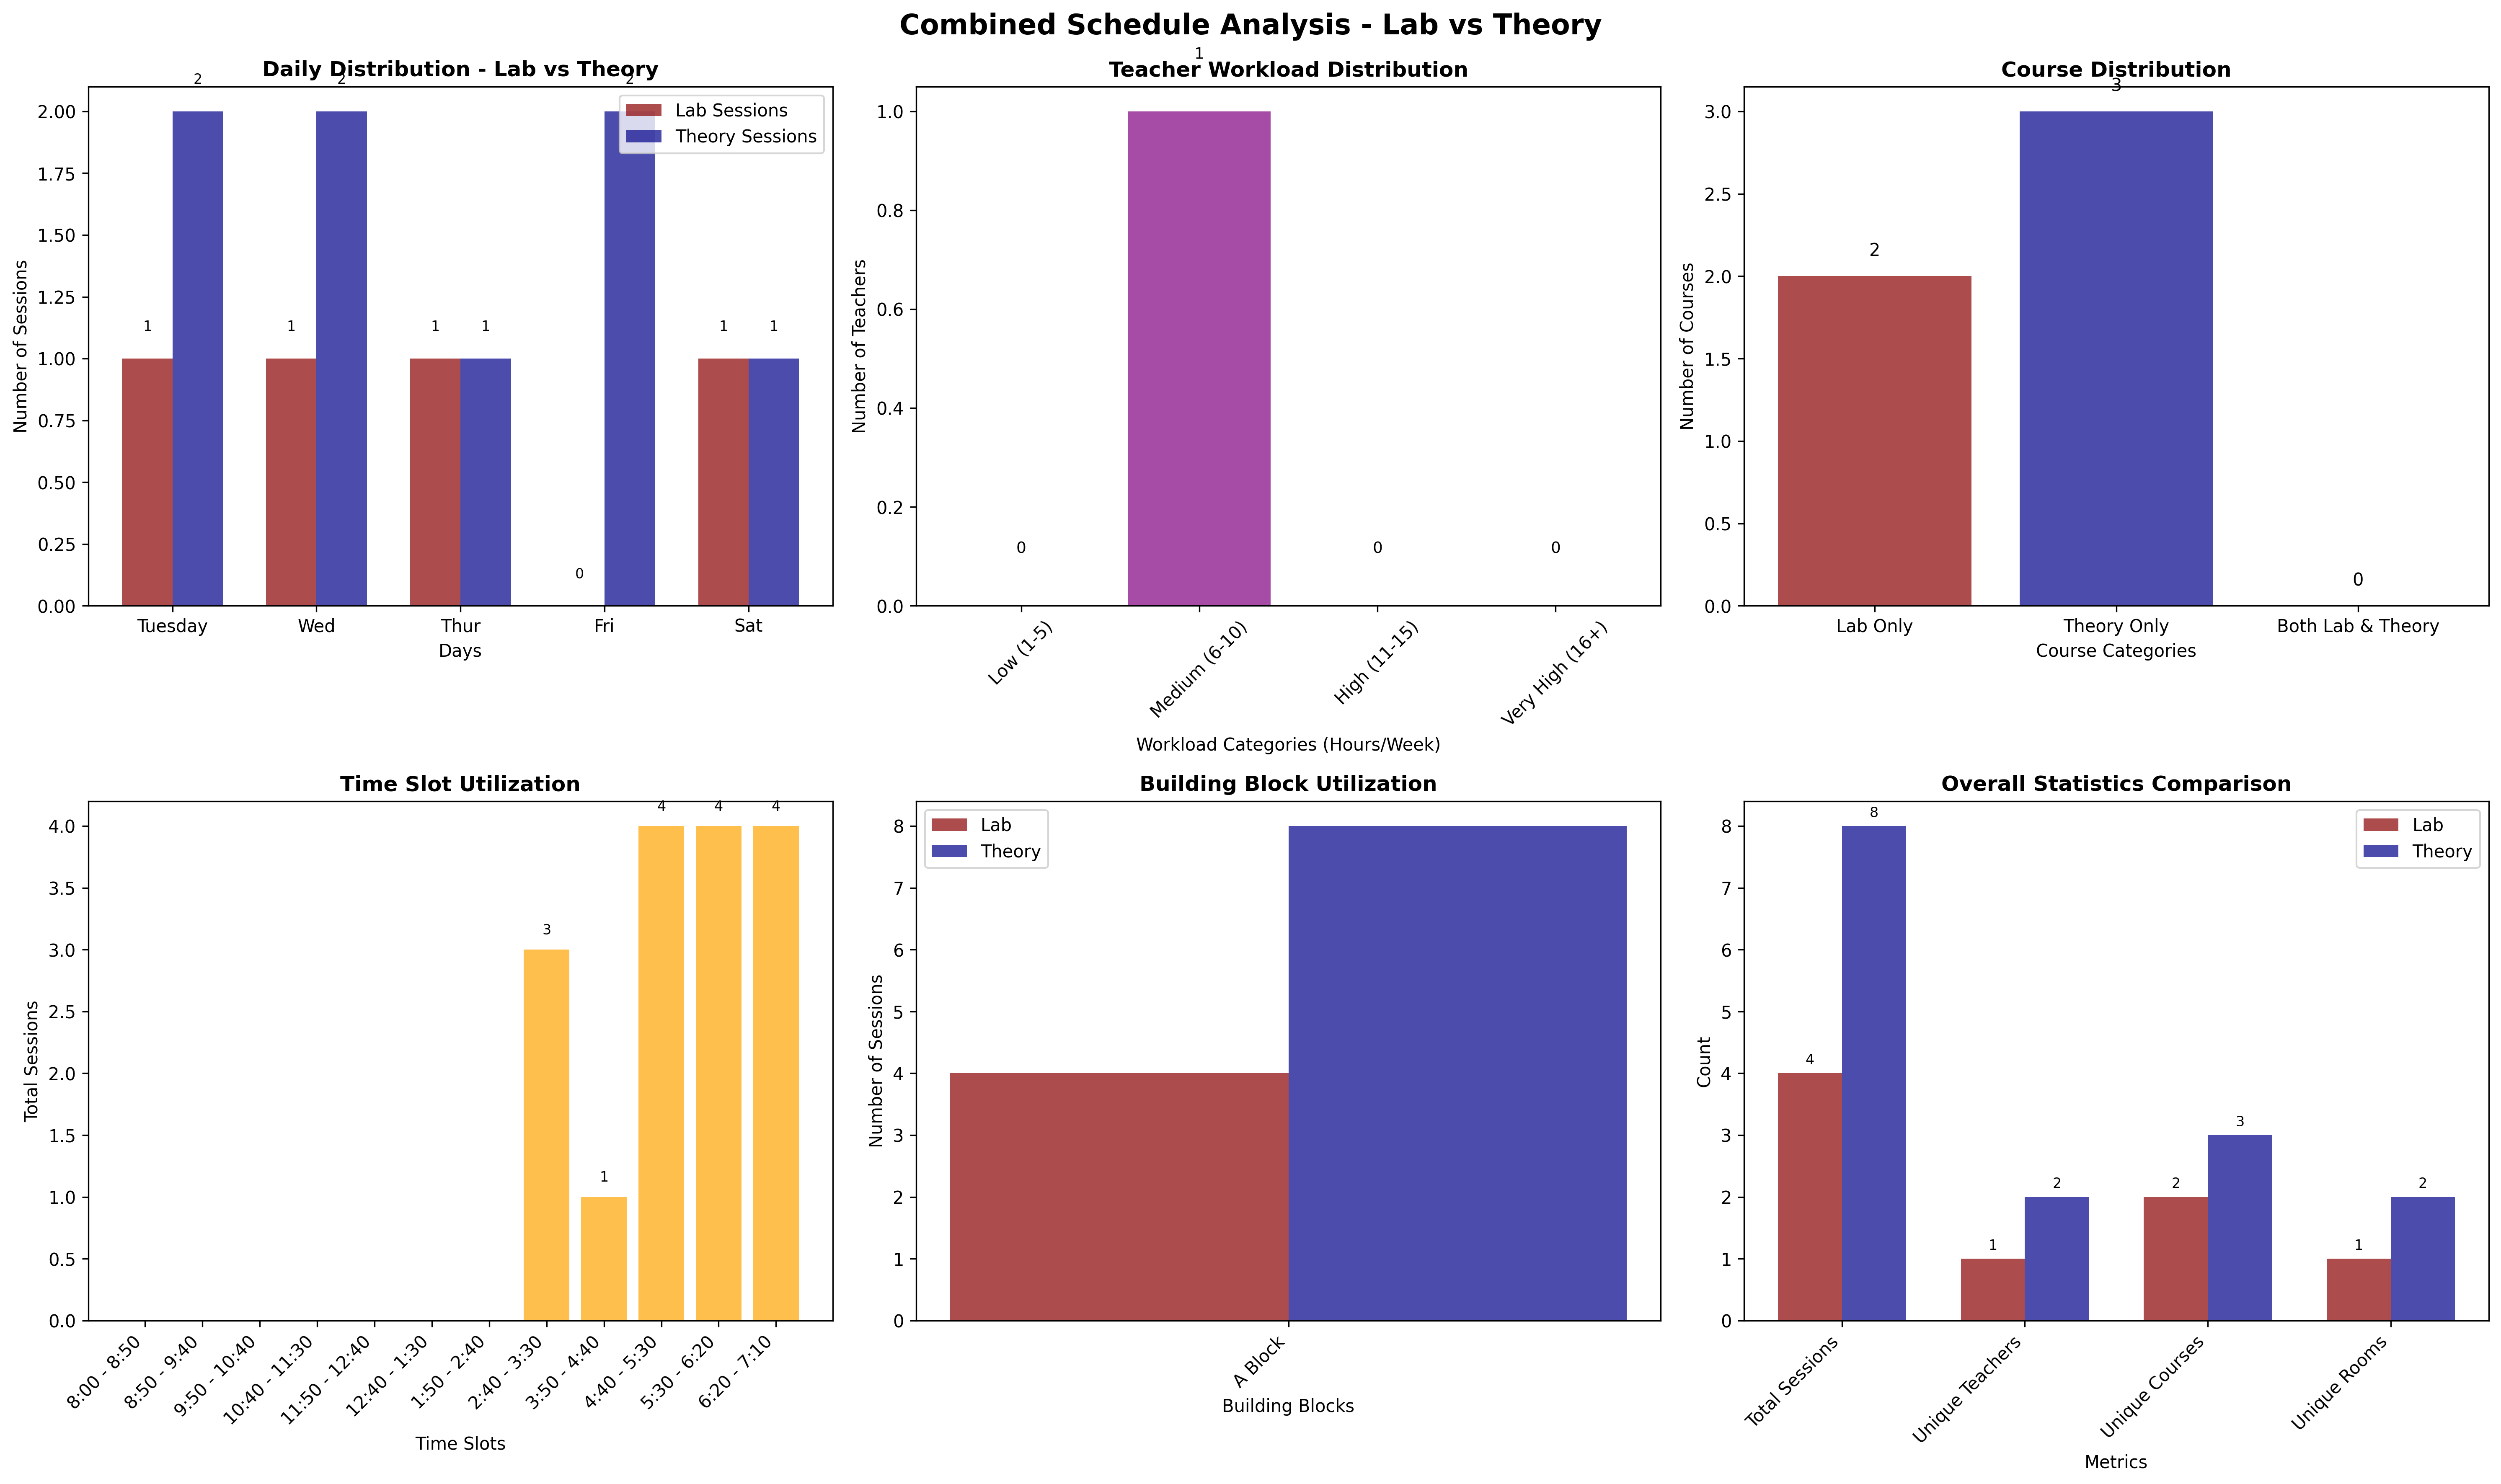 Combined Schedule Analysis - Lab vs Theory
Daily Distribution - Lab vs Theory
Number of Sessions
2.00
1.75
1.50
1.25
1.00
0.75
0.50
0.25
0.00
1
2
1
2
1
1
0
2
1
1
Lab Sessions
Theory Sessions
Tuesday
Wed
Thur
Fri
Sat
Days
Teacher Workload Distribution
Number of Teachers
1.0
0.8
0.6
0.4
0.2
0.0
0
1
0
0
Low (1-5)
Medium (6-10)
High (11-15)
Very High (16+)
Workload Categories (Hours/Week)
Course Distribution
Number of Courses
3.0
2.5
2.0
1.5
1.0
0.5
0.0
2
3
0
Lab Only
Theory Only
Both Lab & Theory
Course Categories
Time Slot Utilization
Total Sessions
4.0
3.5
3.0
2.5
2.0
1.5
1.0
0.5
0.0
3
1
4
4
4
8:00 - 8:50
8:50 - 9:40
9:50 - 10:40
10:40 - 11:30
11:50 - 12:40
12:40 - 1:30
1:50 - 2:40
2:40 - 3:30
3:50 - 4:40
4:40 - 5:30
5:30 - 6:20
6:20 - 7:10
Time Slots
Building Block Utilization
Number of Sessions
8
7
6
5
4
3
2
1
0
Lab
Theory
A Block
Building Blocks
Overall Statistics Comparison
Count
8
7
6
5
4
3
2
1
0
4
8
1
2
2
3
1
2
Lab
Theory
Total Sessions
Unique Teachers
Unique Courses
Unique Rooms
Metrics